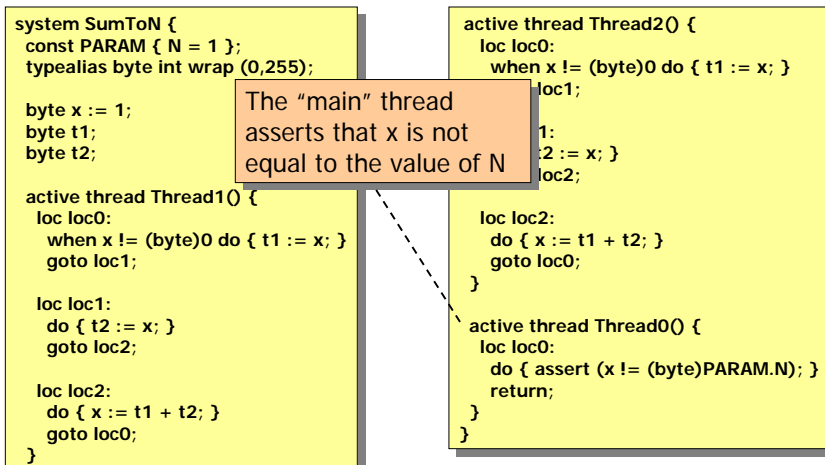 system SumToN {
const PARAM { N = 1 };
typealias byte int wrap (0,255);
byte x := 1;
byte t1;
byte t2;
active thread Thread1() {
loc loc0:
when x != (byte)0 do { t1 := x; }
goto loc1;
loc loc1:
do { t2 := x; }
goto loc2;
loc loc2:
do { x := t1 + t2; }
goto loc0;
}
The “main” thread
asserts that x is not
equal to the value of N
active thread Thread2() {
loc loc0:
when x != (byte)0 do { t1 := x; }
loc1;
1:
t2 := x; }
loc2;
loc loc2:
do { x := t1 + t2; }
goto loc0;
}
active thread Thread0() {
loc loc0:
do { assert (x != (byte)PARAM.N); }
return;
}
}